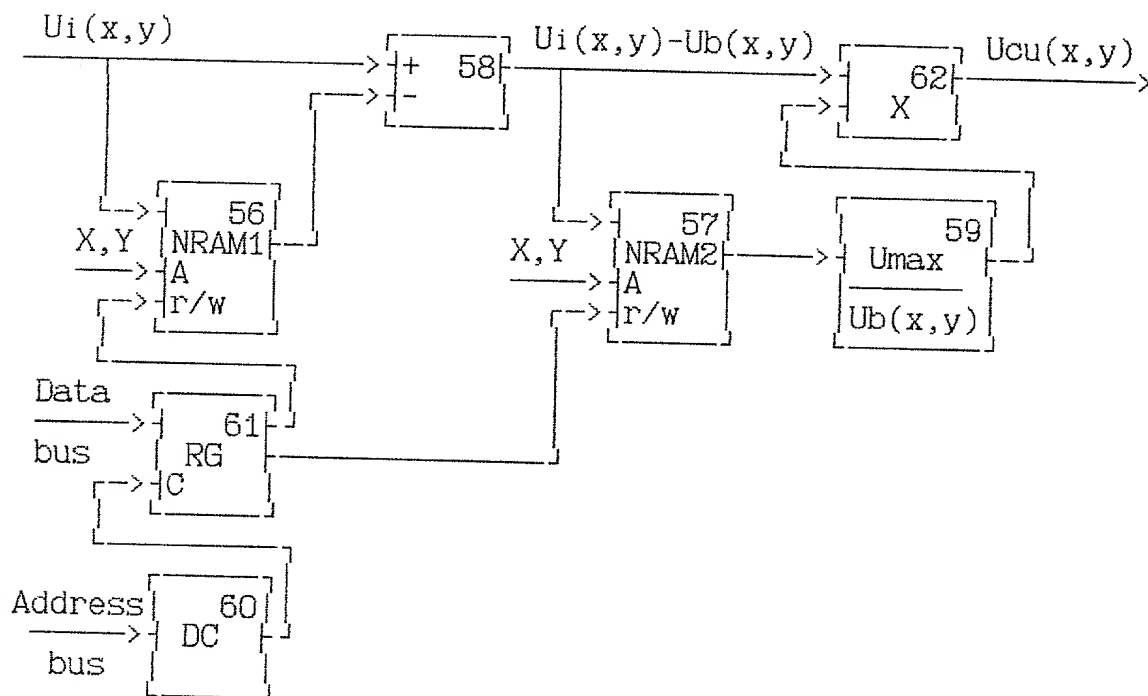 Ui(x,y)
Ui(x,y)-Ub(x,y)
Ucu(x,y)
+ 58
-
62
X
56
NRAM1
X,Y
A
r/w
57
NRAM2
X,Y
A
r/w
59
Umax
Ub(x,y)
Data
bus
61
RG
C
Address
bus
60
DC